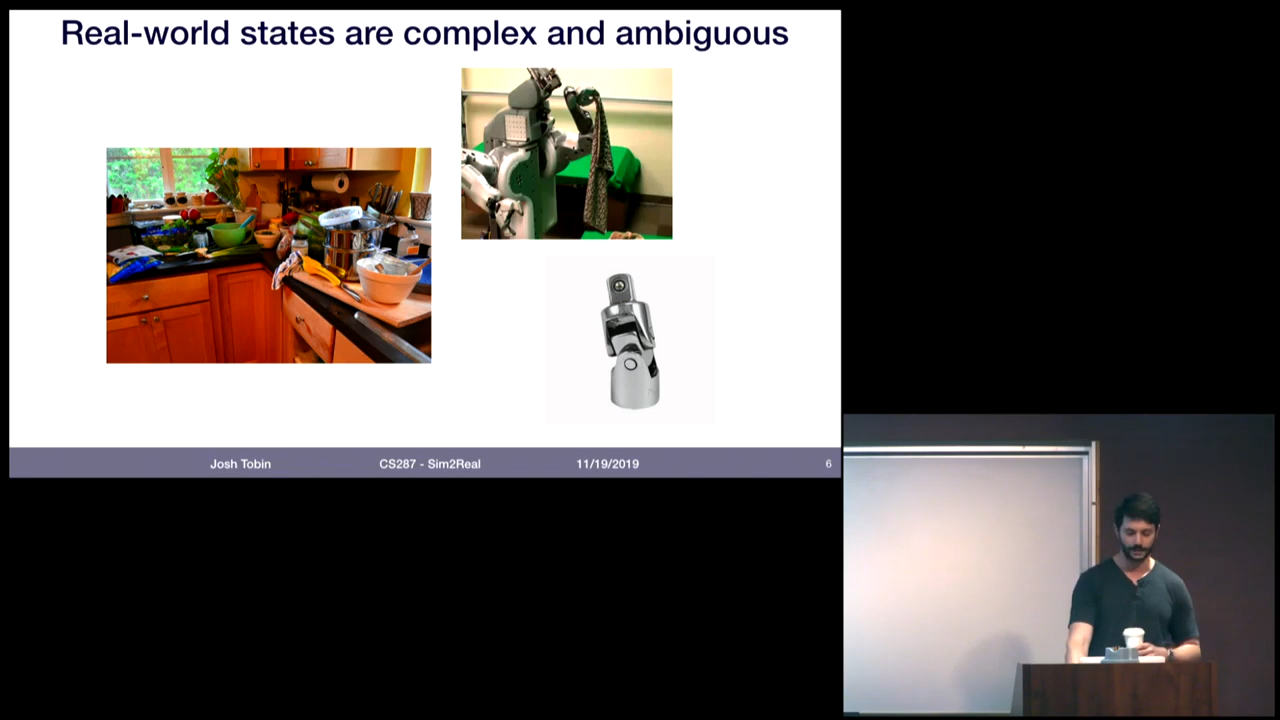 Real-world states are complex and ambiguous
Josh Tobin CS287 - Sim2Real 11/19/2019 6